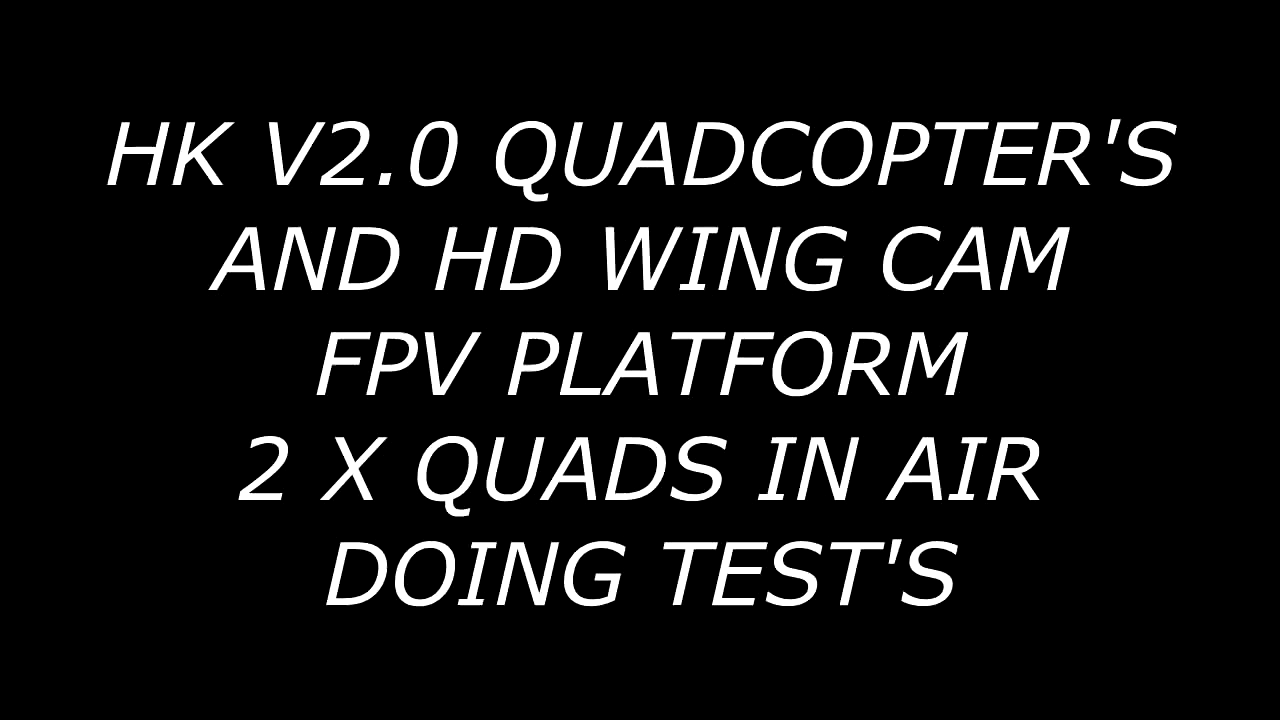 HK V2.0 QUADCOPTER'S
AND HD WING CAM
FPV PLATFORM
2 X QUADS IN AIR
DOING TEST'S